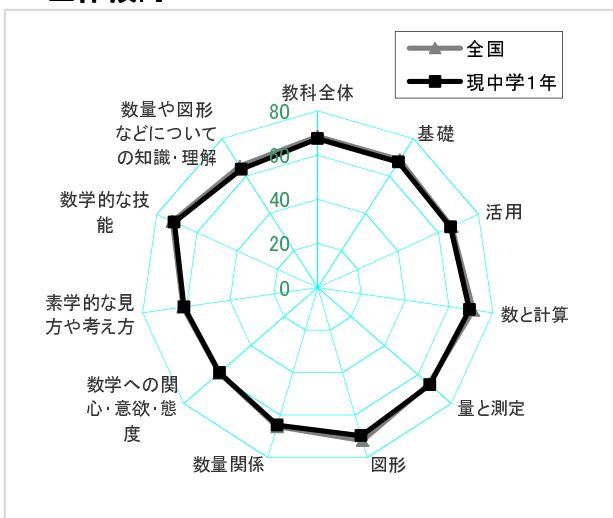 全国
現中学1年
教科全体
基礎
活用
数と計算
量と測定
図形
数量関係
数学への関
心・意欲・態
度
素学的な見
方や考え方
数学的な技
能
数量や図形
などについて
の知識・理解
80
60
40
20
0